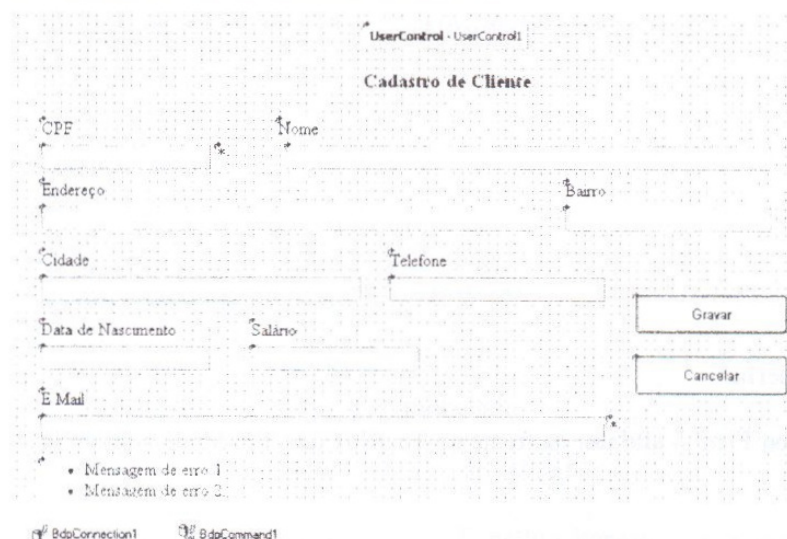 UserControl - UserControl1
Cadastro de Cliente
CPF Nome
*
Endereço Bairro
Cidade Telefone
Data de Nascimento Salário
Gravar
Cancelar
E Mail
*
• Mensagem de erro 1.
• Mensagem de erro 2.
BdpConnection1 BdpCommand1